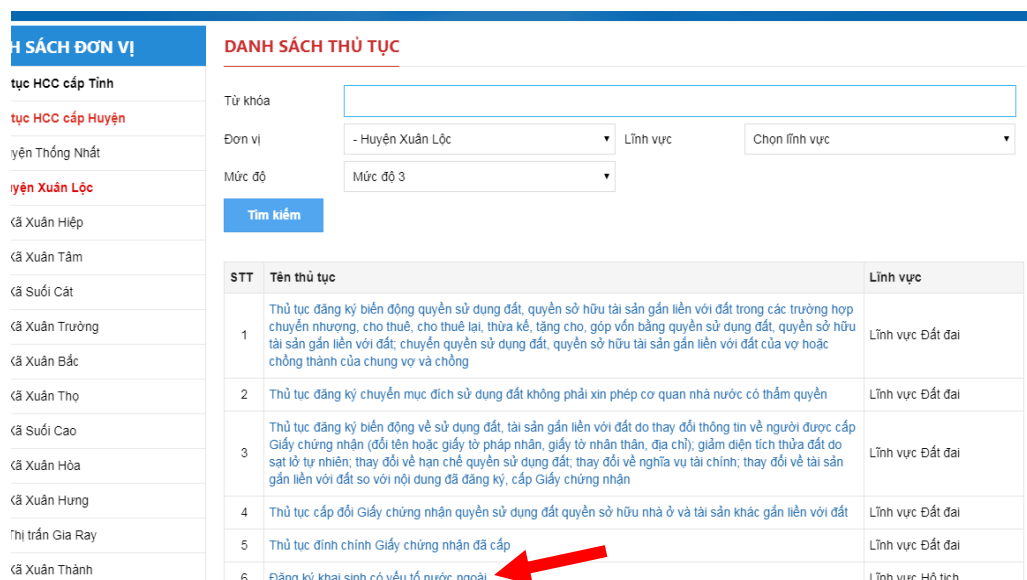 H SÁCH ĐƠN VỊ
tục HCC cấp Tỉnh
tục HCC cấp Huyện
yện Thống Nhất
yện Xuân Lộc
Xã Xuân Hiệp
Xã Xuân Tâm
Xã Suối Cát
Xã Xuân Trường
Xã Xuân Bắc
Xã Xuân Thọ
Xã Suối Cao
Xã Xuân Hòa
Xã Xuân Hưng
Thị trấn Gia Ray
Xã Xuân Thành
DANH SÁCH THỦ TỤC
Từ khóa
Đơn vị - Huyện Xuân Lộc Lĩnh vực Chọn lĩnh vực
Mức độ Mức độ 3
Tìm kiếm
STT Tên thủ tục Lĩnh vực
Thủ tục đăng ký biến động quyền sử dụng đất, quyền sở hữu tài sản gắn liền với đất trong các trường hợp
chuyển nhượng, cho thuê, cho thuê lại, thừa kế, tặng cho, góp vốn bằng quyền sử dụng đất, quyền sở hữu
1 Lĩnh vực Đất đai
tài sản gắn liền với đất; chuyển quyền sử dụng đất, quyền sở hữu tài sản gắn liền với đất của vợ hoặc
chồng thành của chung vợ và chồng
2 Thủ tục đăng ký chuyển mục đích sử dụng đất không phải xin phép cơ quan nhà nước có thẩm quyền Lĩnh vực Đất đai
Thủ tục đăng ký biến động về sử dụng đất, tài sản gắn liền với đất do thay đổi thông tin về người được cấp
Giấy chứng nhận (đổi tên hoặc giấy tờ pháp nhân, giấy tờ nhân thân, địa chỉ); giảm diện tích thửa đất do
3 Lĩnh vực Đất đai
sạt lở tự nhiên; thay đổi về hạn chế quyền sử dụng đất; thay đổi về nghĩa vụ tài chính; thay đổi về tài sản
gắn liền với đất so với nội dung đã đăng ký, cấp Giấy chứng nhận
4 Thủ tục cấp đổi Giấy chứng nhận quyền sử dụng đất quyền sở hữu nhà ở và tài sản khác gắn liền với đất Lĩnh vực Đất đai
5 Thủ tục đính chính Giấy chứng nhận đã cấp Lĩnh vực Đất đai
6 Đăng ký khai sinh có yếu tố nước ngoài Lĩnh vực Hộ tịch